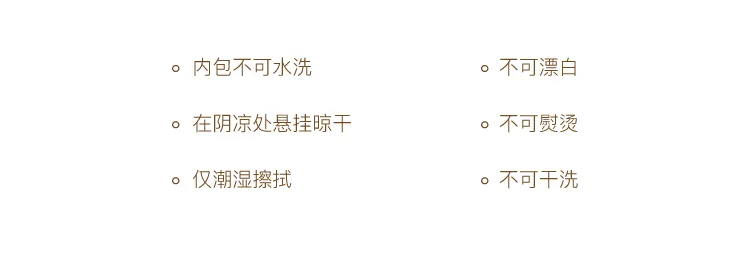 内包不可水洗
不可漂白
在阴凉处悬挂晾干
不可熨烫
仅潮湿擦拭
不可干洗